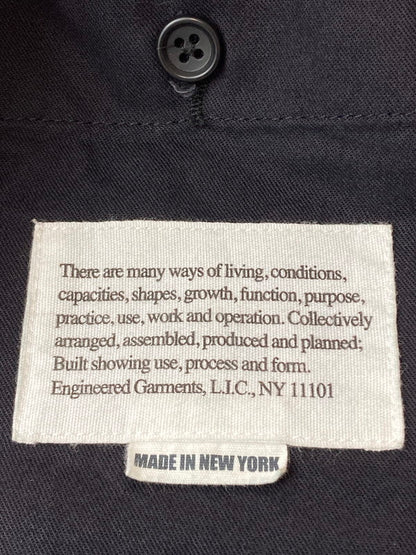 There are many ways of living, conditions,
capacities, shapes, growth, function, purpose,
practice, use, work and operation. Collectively
arranged, assembled, produced and planned;
Built showing use, process and form.
Engineered Garments, L.I.C., NY 11101
MADE IN NEW YORK